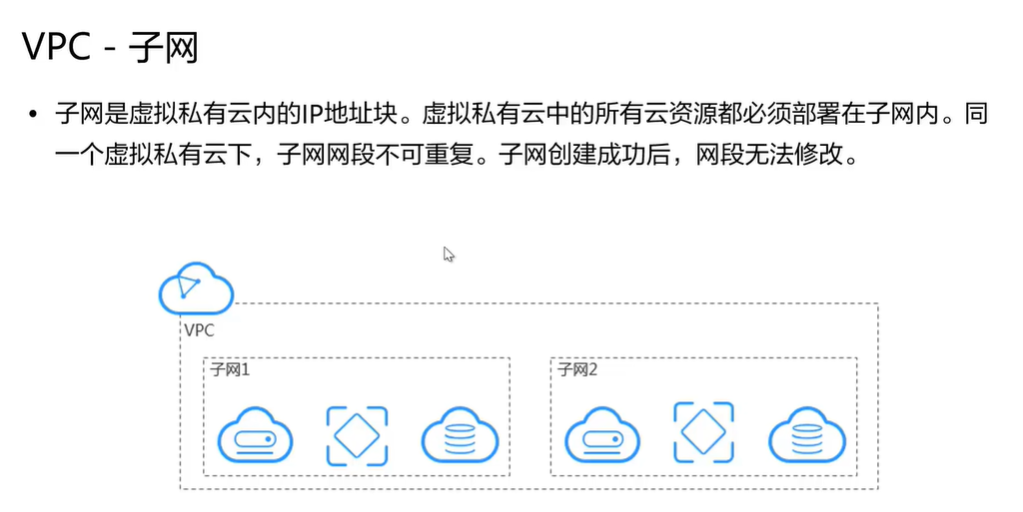 VPC - 子网
• 子网是虚拟私有云内的IP地址块。虚拟私有云中的所有云资源都必须部署在子网内。同
一个虚拟私有云下，子网网段不可重复。子网创建成功后，网段无法修改。
VPC
子网1
子网2